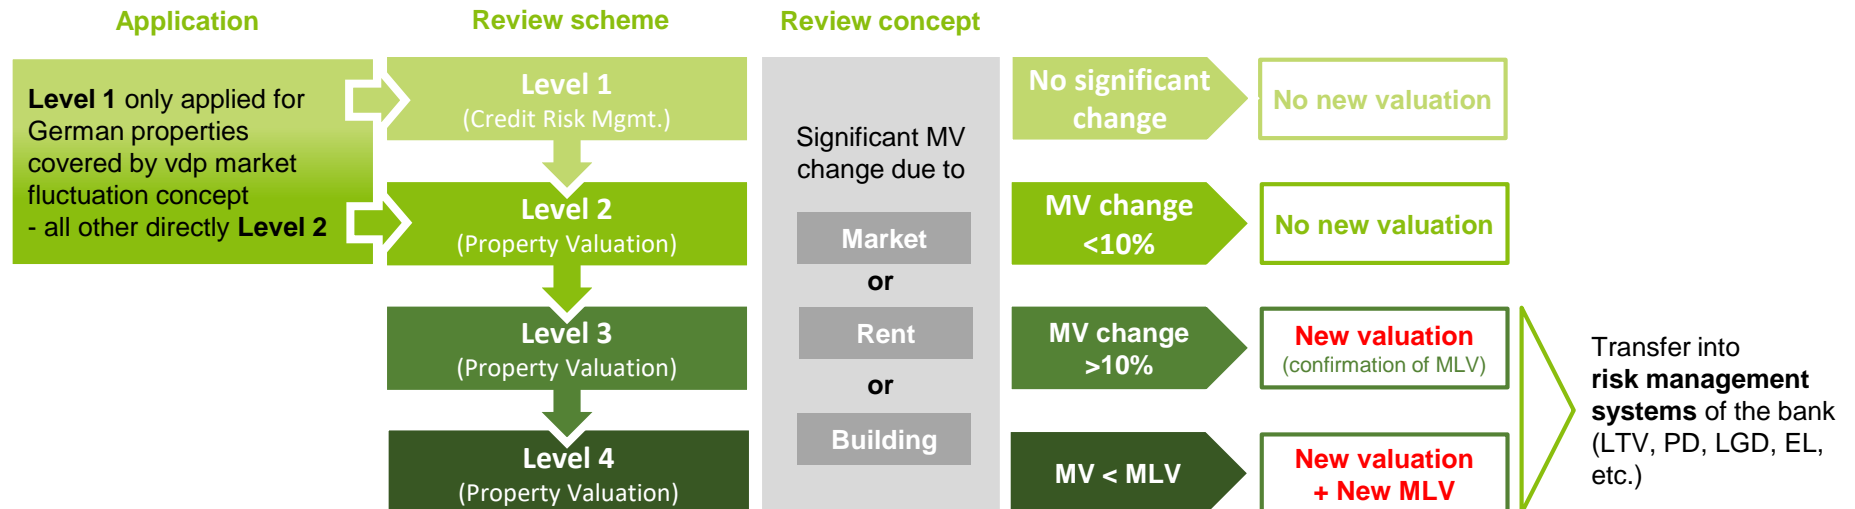 Application
Review scheme
Review concept
Level 1 only applied for
German properties
covered by vdp market
fluctuation concept
- all other directly Level 2
Level 1
(Credit Risk Mgmt.)
Level 2
(Property Valuation)
Level 3
(Property Valuation)
Level 4
(Property Valuation)
Significant MV
change due to
Market
or
Rent
or
Building
No significant
change
No new valuation
MV change
<10%
No new valuation
MV change
>10%
New valuation
(confirmation of MLV)
MV < MLV
New valuation
+ New MLV
Transfer into
risk management
systems of the bank
(LTV, PD, LGD, EL,
etc.)